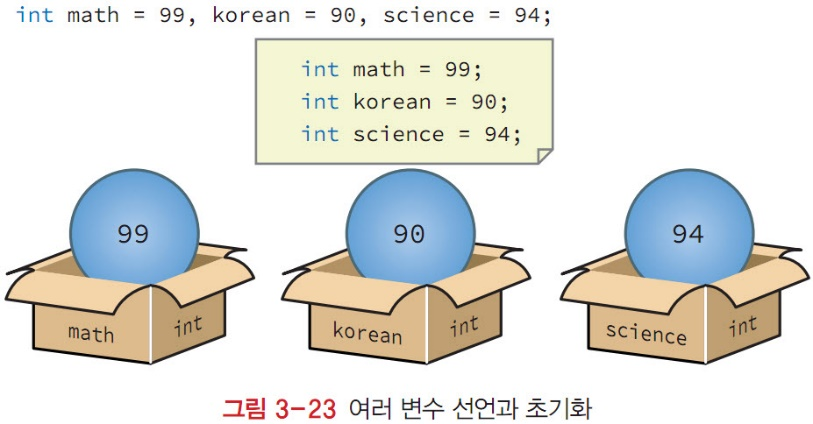 int math = 99, korean = 90, science = 94;
int math = 99;
int korean = 90;
int science = 94;
99
90
94
math int
korean int
science int
그림 3-23 여러 변수 선언과 초기화